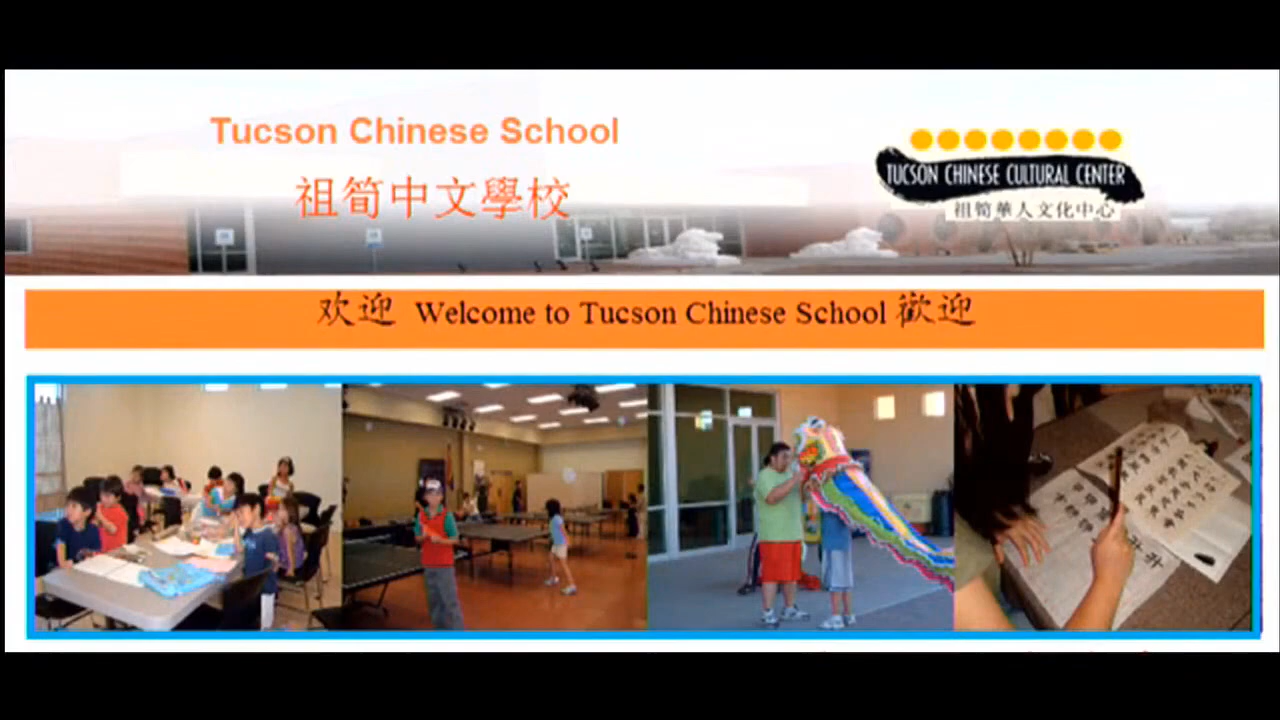 Tucson Chinese School
祖筍中文學校
TUCSON CHINESE CULTURAL CENTER
祖筍華人文化中心
欢迎 Welcome to Tucson Chinese School 歡迎